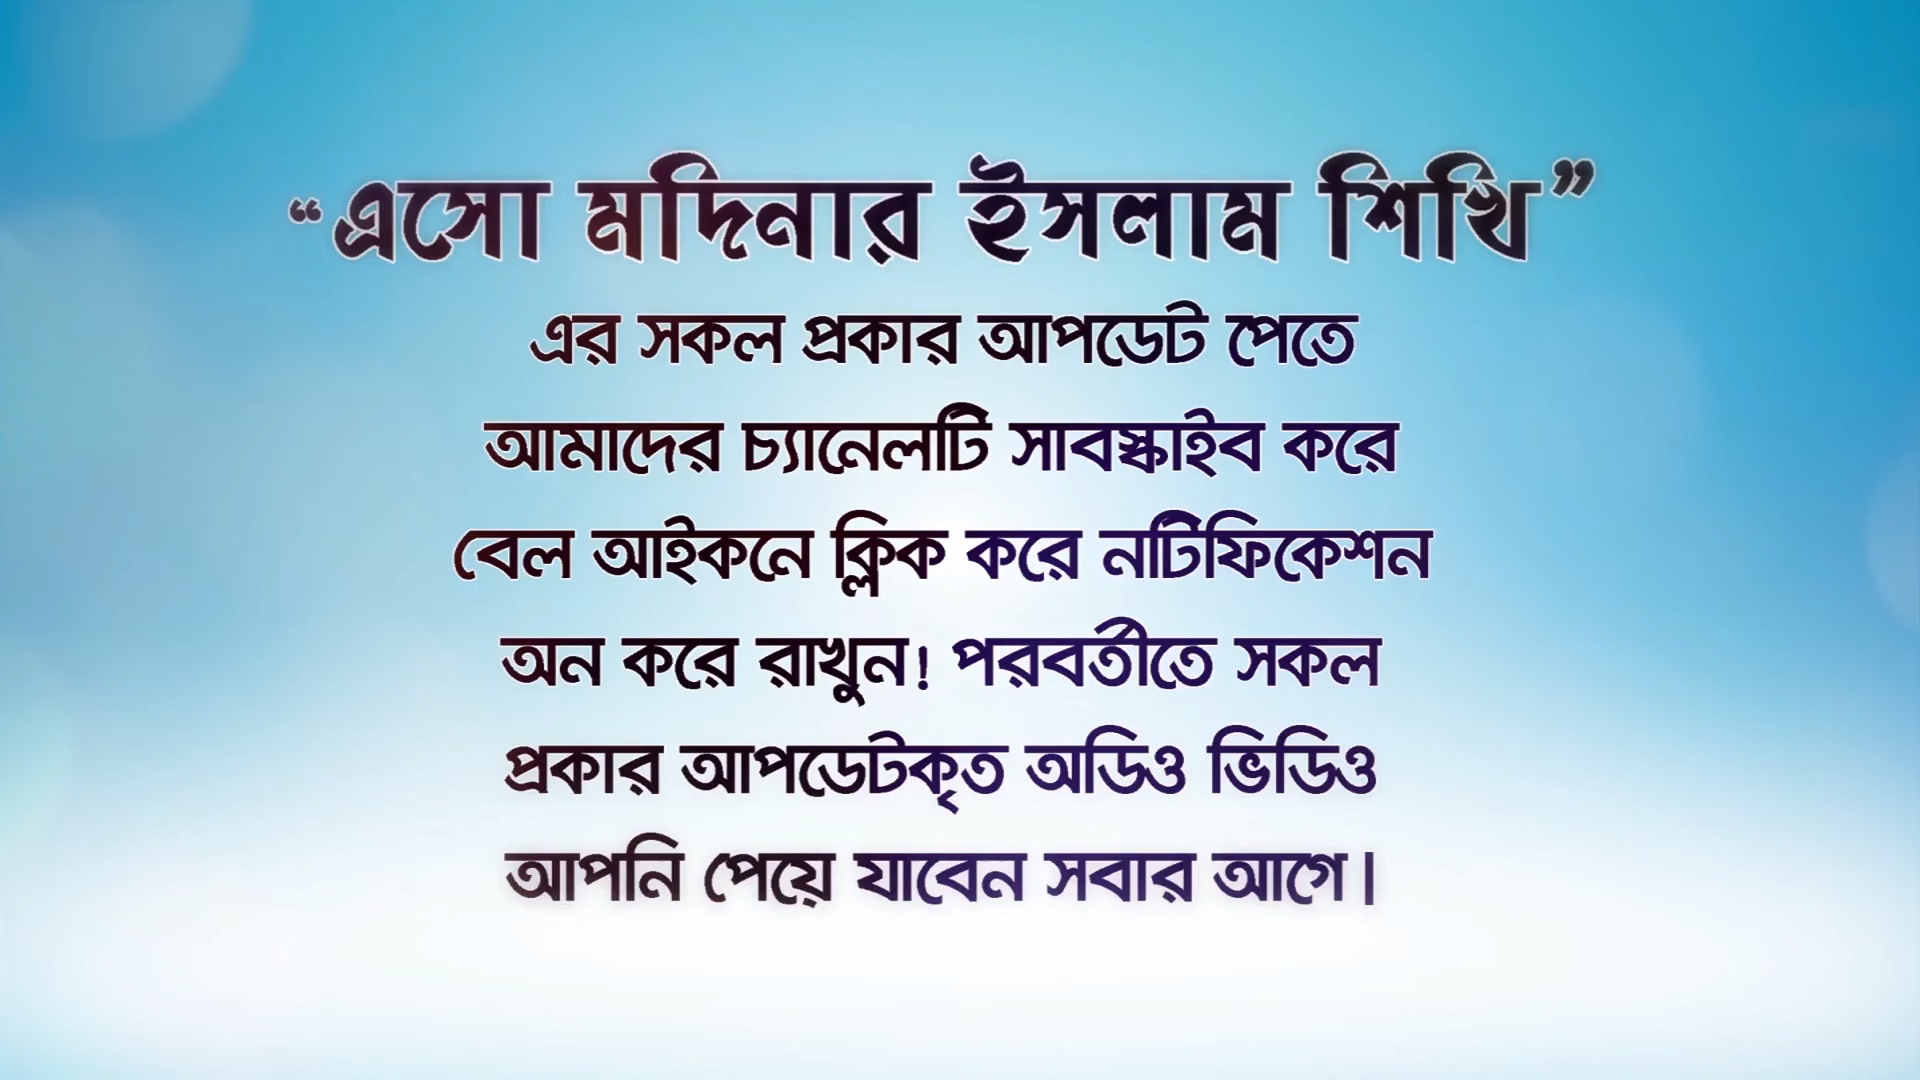 “এসো মদিনার ইসলাম শিখি”
এর সকল প্রকার আপডেট পেতে
আমাদের চ্যানেলটি সাবস্ক্রাইব করে
বেল আইকনে ক্লিক করে নটিফিকেশন
অন করে রাখুন! পরবর্তীতে সকল
প্রকার আপডেটকৃত অডিও ভিডিও
আপনি পেয়ে যাবেন সবার আগে।